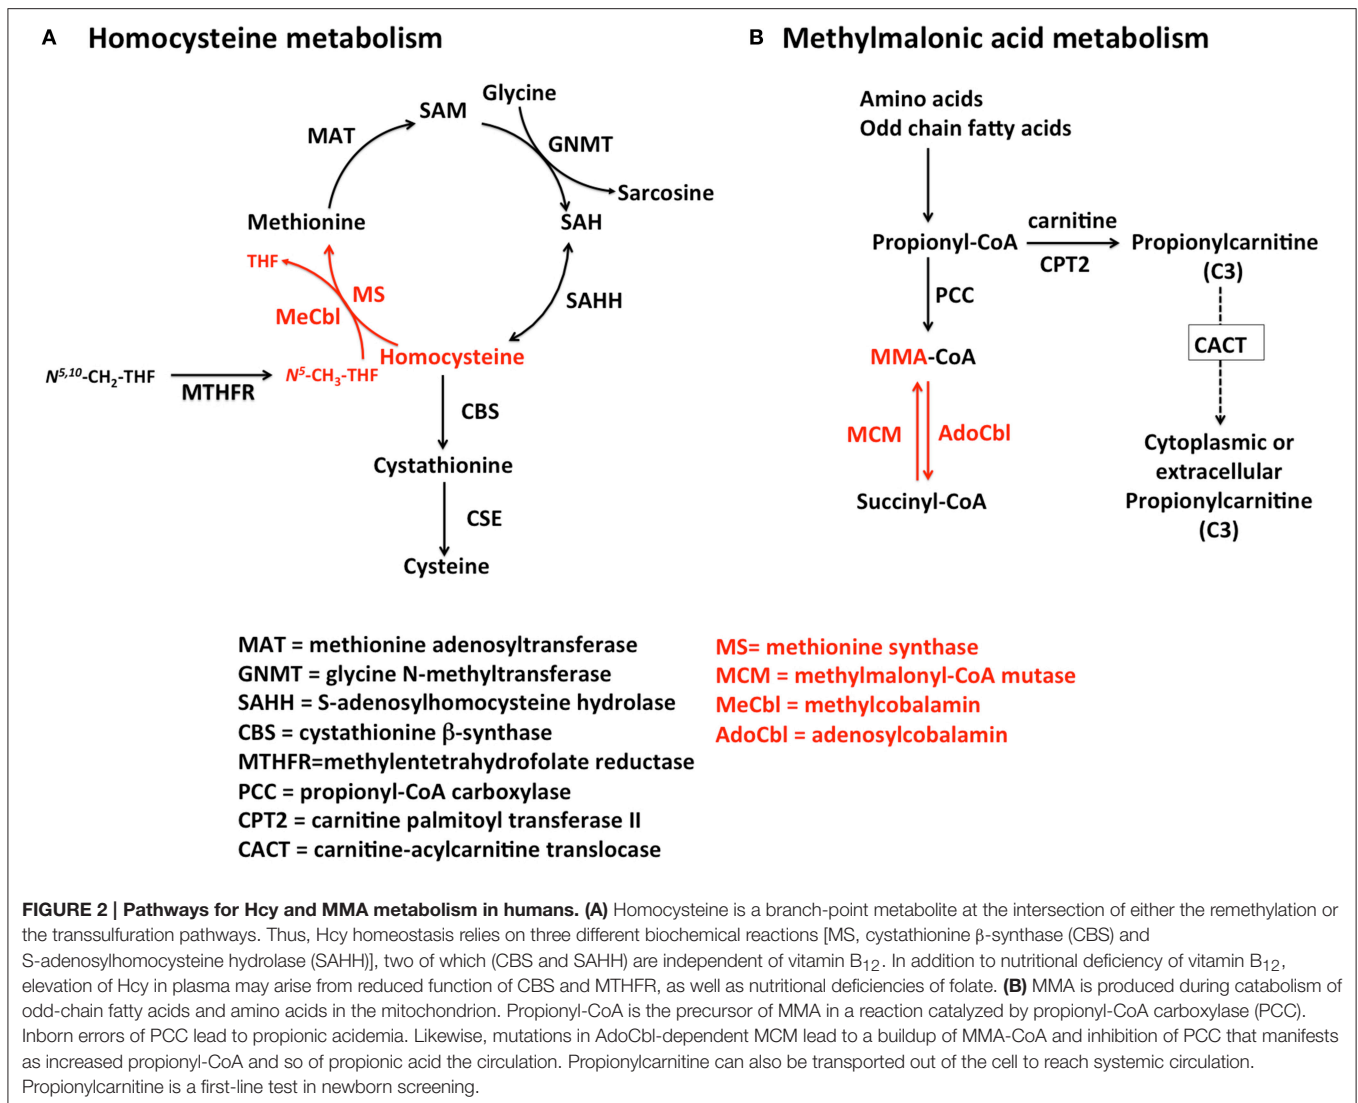 A Homocysteine metabolism
Glycine
SAM
MAT
GNMT
Sarcosine
Methionine
SAH
THF
MS
SAHH
MeCbl
Homocysteine
N5,10-CH2-THF
MTHFR
N5-CH3-THF
CBS
Cystathionine
CSE
Cysteine
B Methylmalonic acid metabolism
Amino acids
Odd chain fatty acids
Propionyl-CoA
carnitine
CPT2
Propionylcarnitine
(C3)
PCC
CACT
MMA-CoA
MCM
AdoCbl
Succinyl-CoA
Cytoplasmic or
extracellular
Propionylcarnitine
(C3)
MAT = methionine adenosyltransferase
GNMT = glycine N-methyltransferase
SAHH = S-adenosylhomocysteine hydrolase
CBS = cystathionine β-synthase
MTHFR=methylentetrahydrofolate reductase
PCC = propionyl-CoA carboxylase
CPT2 = carnitine palmitoyl transferase II
CACT = carnitine-acylcarnitine translocase
MS= methionine synthase
MCM = methylmalonyl-CoA mutase
MeCbl = methylcobalamin
AdoCbl = adenosylcobalamin
FIGURE 2 | Pathways for Hcy and MMA metabolism in humans. (A) Homocysteine is a branch-point metabolite at the intersection of either the remethylation or
the transsulfuration pathways. Thus, Hcy homeostasis relies on three different biochemical reactions [MS, cystathionine β-synthase (CBS) and
S-adenosylhomocysteine hydrolase (SAHH)], two of which (CBS and SAHH) are independent of vitamin B12. In addition to nutritional deficiency of vitamin B12,
elevation of Hcy in plasma may arise from reduced function of CBS and MTHFR, as well as nutritional deficiencies of folate. (B) MMA is produced during catabolism of
odd-chain fatty acids and amino acids in the mitochondrion. Propionyl-CoA is the precursor of MMA in a reaction catalyzed by propionyl-CoA carboxylase (PCC).
Inborn errors of PCC lead to propionic acidemia. Likewise, mutations in AdoCbl-dependent MCM lead to a buildup of MMA-CoA and inhibition of PCC that manifests
as increased propionyl-CoA and so of propionic acid the circulation. Propionylcarnitine can also be transported out of the cell to reach systemic circulation.
Propionylcarnitine is a first-line test in newborn screening.